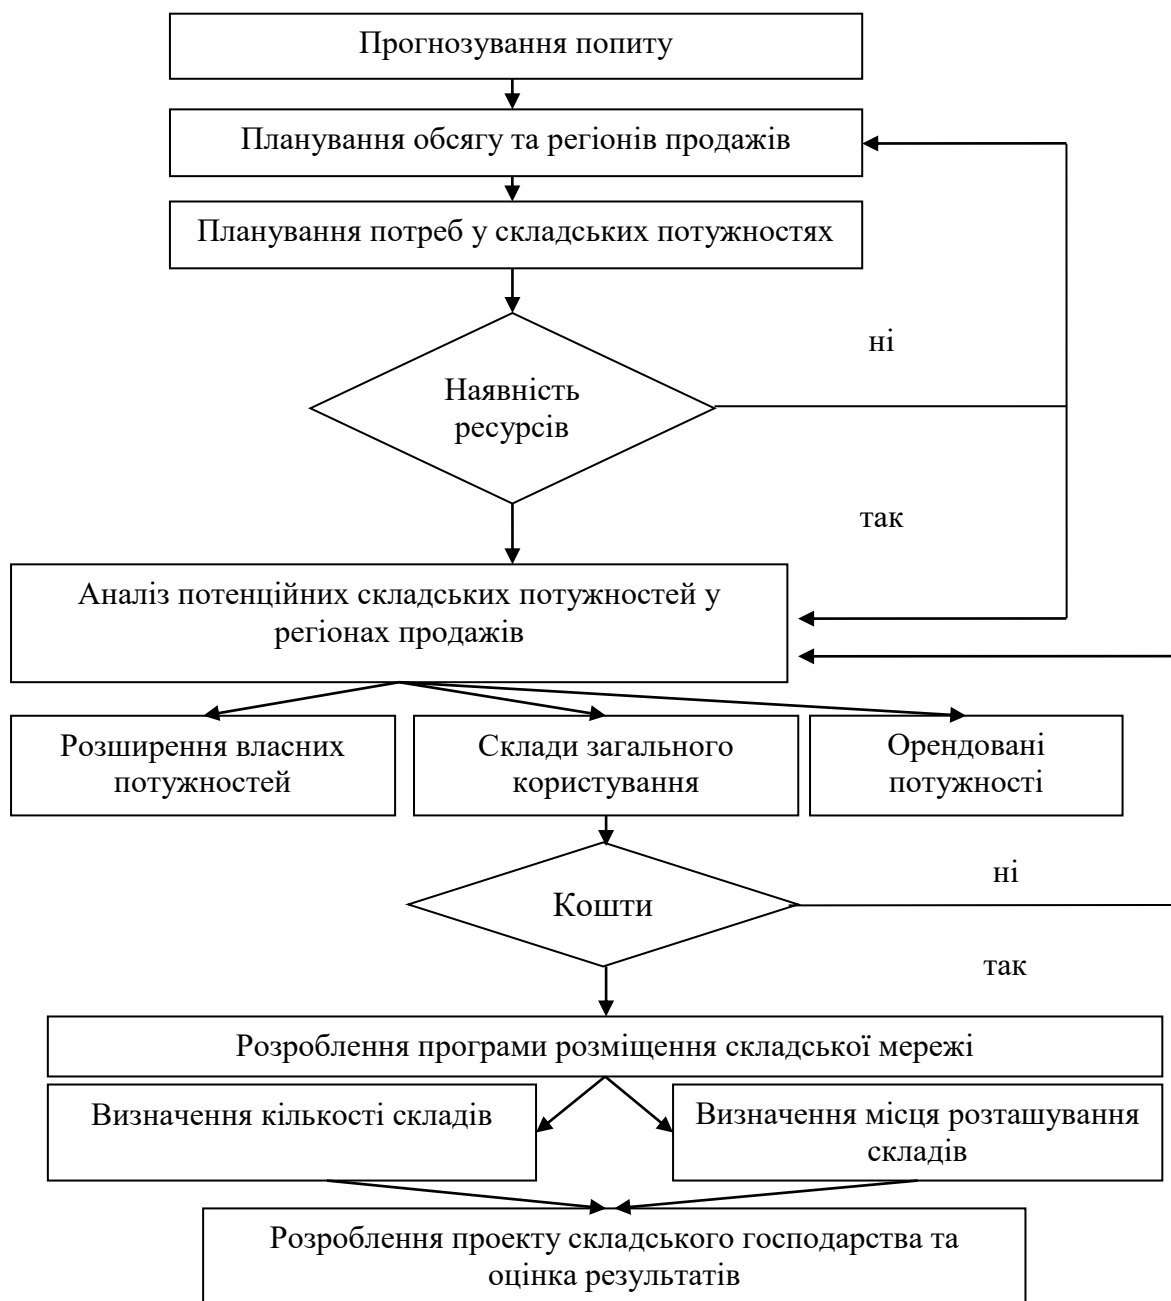 Прогнозування попиту
Планування обсягу та регіонів продажів
Планування потреб у складських потужностях
ні
Наявність
ресурсів
так
Аналіз потенційних складських потужностей у
регіонах продажів
Розширення власних
потужностей
Склади загального
користування
Орендовані
потужності
ні
Кошти
так
Розроблення програми розміщення складської мережі
Визначення кількості складів
Визначення місця розташування
складів
Розроблення проекту складського господарства та
оцінка результатів